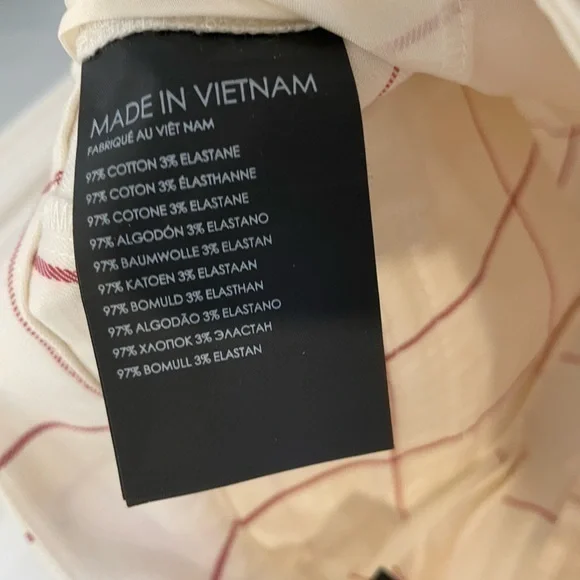 MADE IN VIETNAM
FABRIQUÉ AU VIÊT NAM
97% COTTON 3% ELASTANE
97% COTON 3% ÉLASTHANNE
97% COTONE 3% ELASTANE
97% ALGODÓN 3% ELASTANO
97% BAUMWOLLE 3% ELASTAN
97% KATOEN 3% ELASTAAN
97% BOMULD 3% ELASTHAN
97% ALGODÃO 3% ELASTANO
97% ХЛОПОК 3% ЭЛАСТАН
97% BOMULL 3% ELASTAN